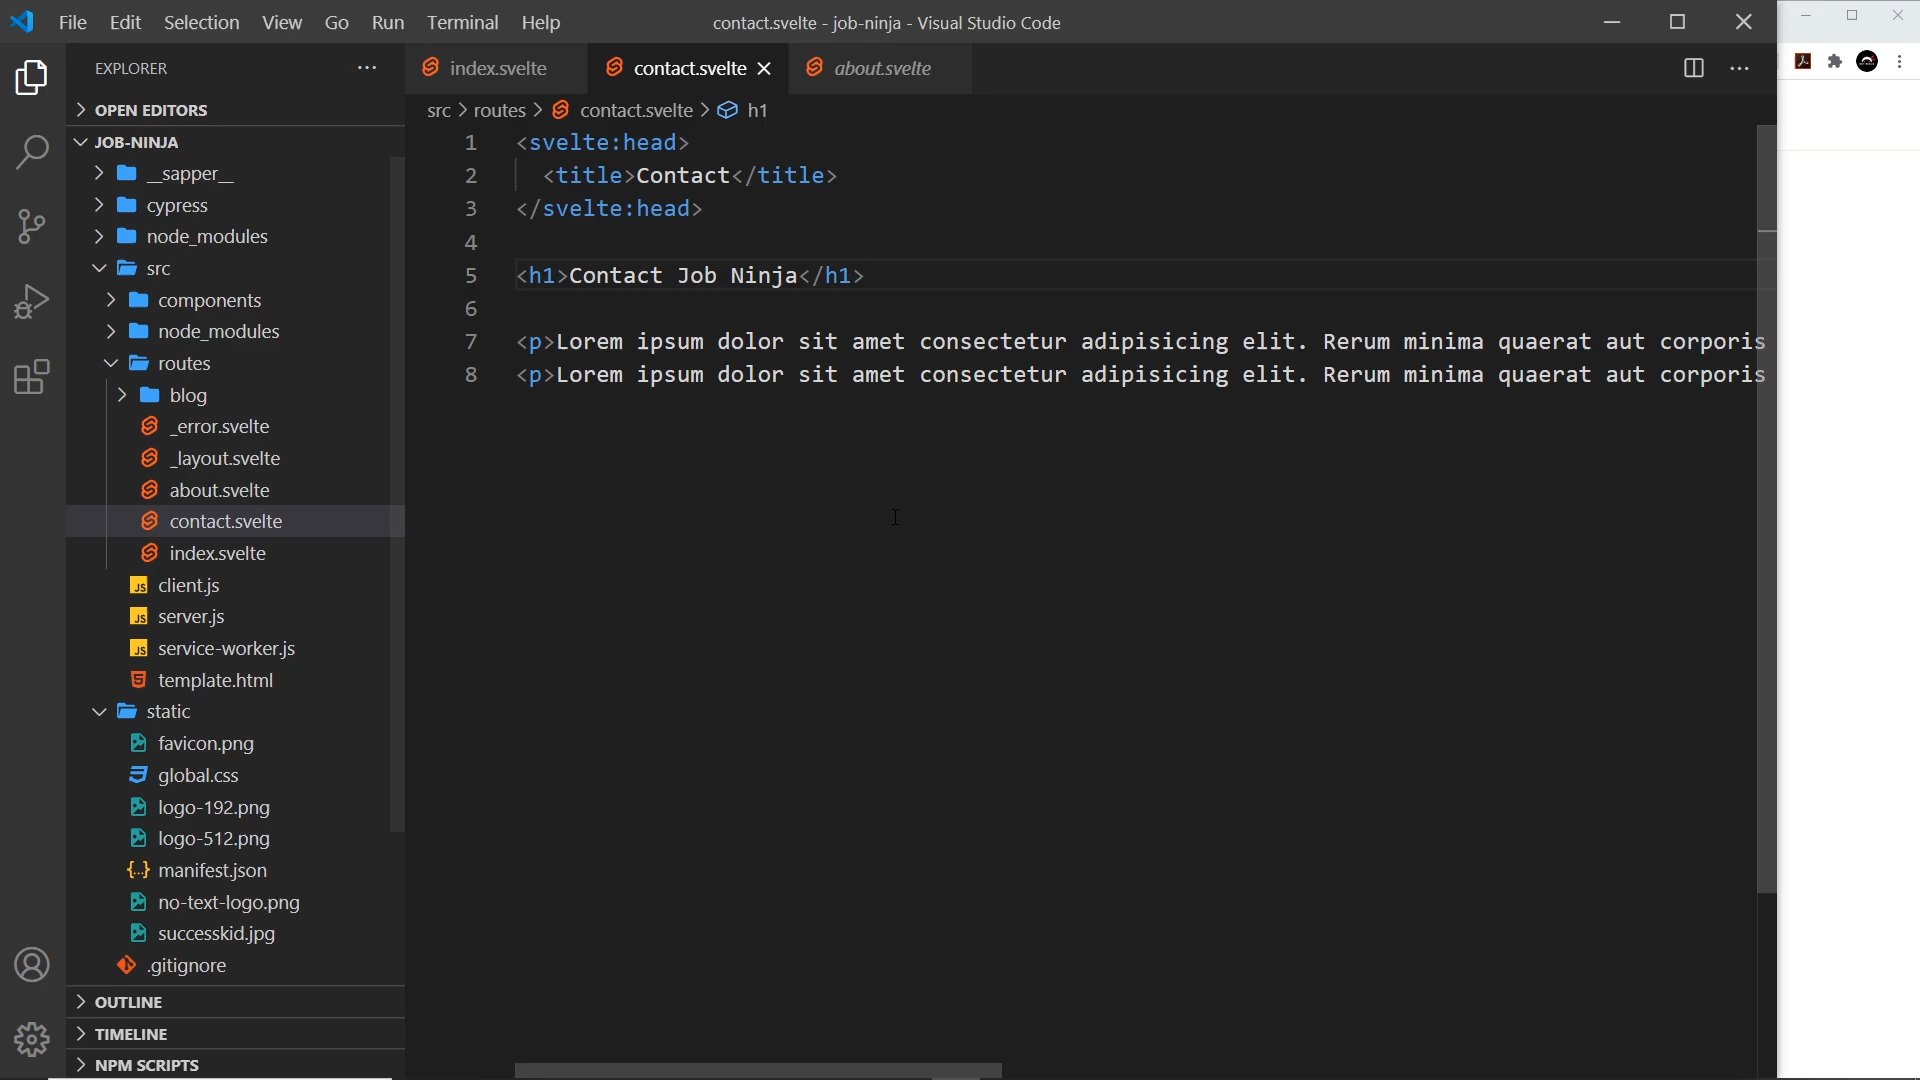 File Edit Selection View Go Run Terminal Help
contact.svelte - job-ninja - Visual Studio Code
EXPLORER
index.svelte
contact.svelte
about.svelte
OPEN EDITORS
src > routes > contact.svelte > h1
JOB-NINJA
__sapper__
cypress
node_modules
src
components
node_modules
routes
blog
_error.svelte
_layout.svelte
about.svelte
contact.svelte
index.svelte
client.js
server.js
service-worker.js
template.html
static
favicon.png
global.css
logo-192.png
logo-512.png
manifest.json
no-text-logo.png
successkid.jpg
.gitignore
OUTLINE
TIMELINE
NPM SCRIPTS
1 <svelte:head>
2 <title>Contact</title>
3 </svelte:head>
4
5 <h1>Contact Job Ninja</h1>
6
7 <p>Lorem ipsum dolor sit amet consectetur adipisicing elit. Rerum minima quaerat aut corporis
8 <p>Lorem ipsum dolor sit amet consectetur adipisicing elit. Rerum minima quaerat aut corporis